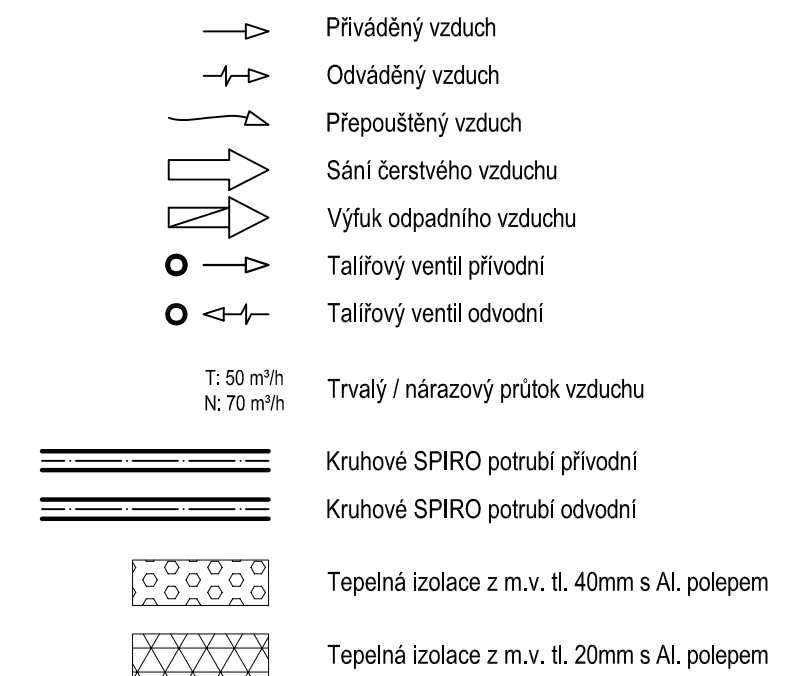 Přiváděný vzduch
Odváděný vzduch
Přepouštěný vzduch
Sání čerstvého vzduchu
Výfuk odpadního vzduchu
Talířový ventil přívodní
Talířový ventil odvodní
T: 50 m³/h
N: 70 m³/h
Trvalý / nárazový průtok vzduchu
Kruhové SPIRO potrubí přívodní
Kruhové SPIRO potrubí odvodní
Tepelná izolace z m.v. tl. 40mm s Al. polepem
Tepelná izolace z m.v. tl. 20mm s Al. polepem